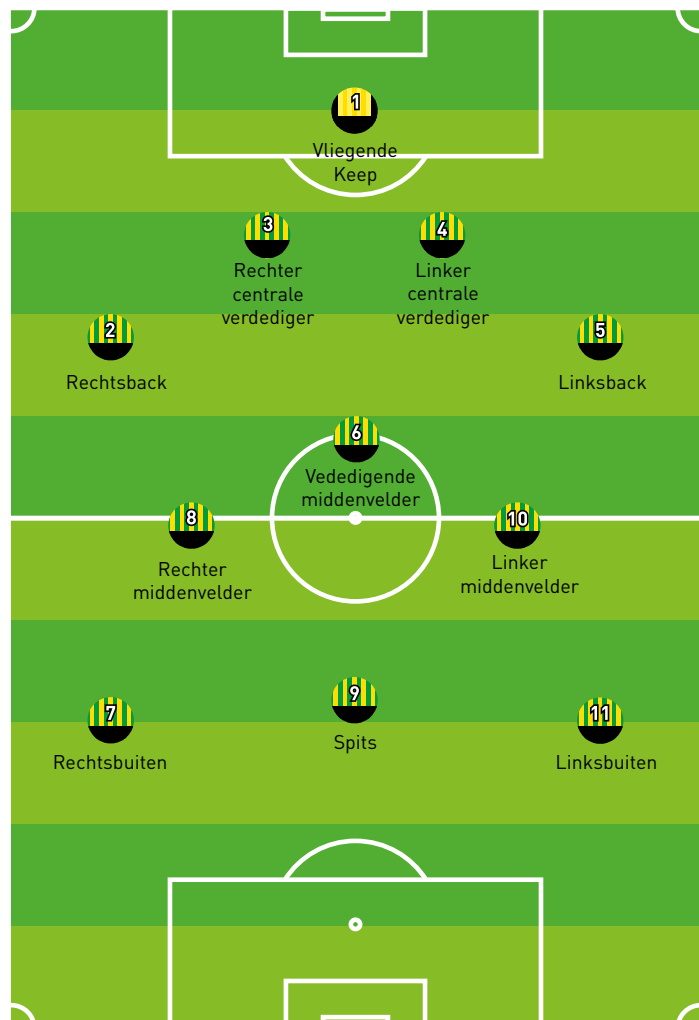 1
Vliegende
Keep
3
Rechter
centrale
verdediger
4
Linker
centrale
verdediger
2
Rechtsback
5
Linksback
6
Vededigende
middenvelder
8
Rechter
middenvelder
10
Linker
middenvelder
7
Rechtsbuiten
9
Spits
11
Linksbuiten